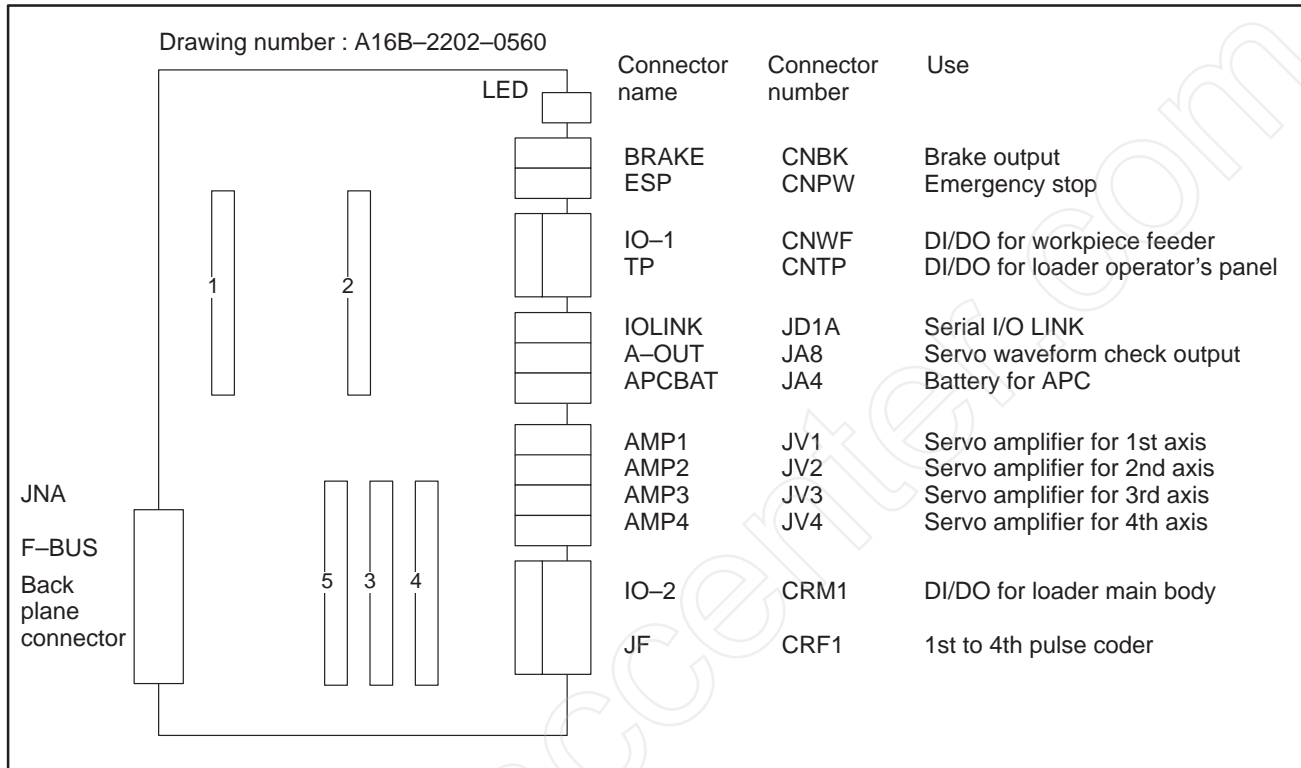 Drawing number : A16B–2202–0560
LED
Connector name Connector number Use
BRAKE CNBK Brake output
ESP CNPW Emergency stop
IO–1 CNWF DI/DO for workpiece feeder
TP CNTP DI/DO for loader operator's panel
1
2
IOLINK JD1A Serial I/O LINK
A–OUT JA8 Servo waveform check output
APCBAT JA4 Battery for APC
AMP1 JV1 Servo amplifier for 1st axis
AMP2 JV2 Servo amplifier for 2nd axis
AMP3 JV3 Servo amplifier for 3rd axis
AMP4 JV4 Servo amplifier for 4th axis
JNA
F–BUS
Back
plane
connector
5 3 4
IO–2 CRM1 DI/DO for loader main body
JF CRF1 1st to 4th pulse coder